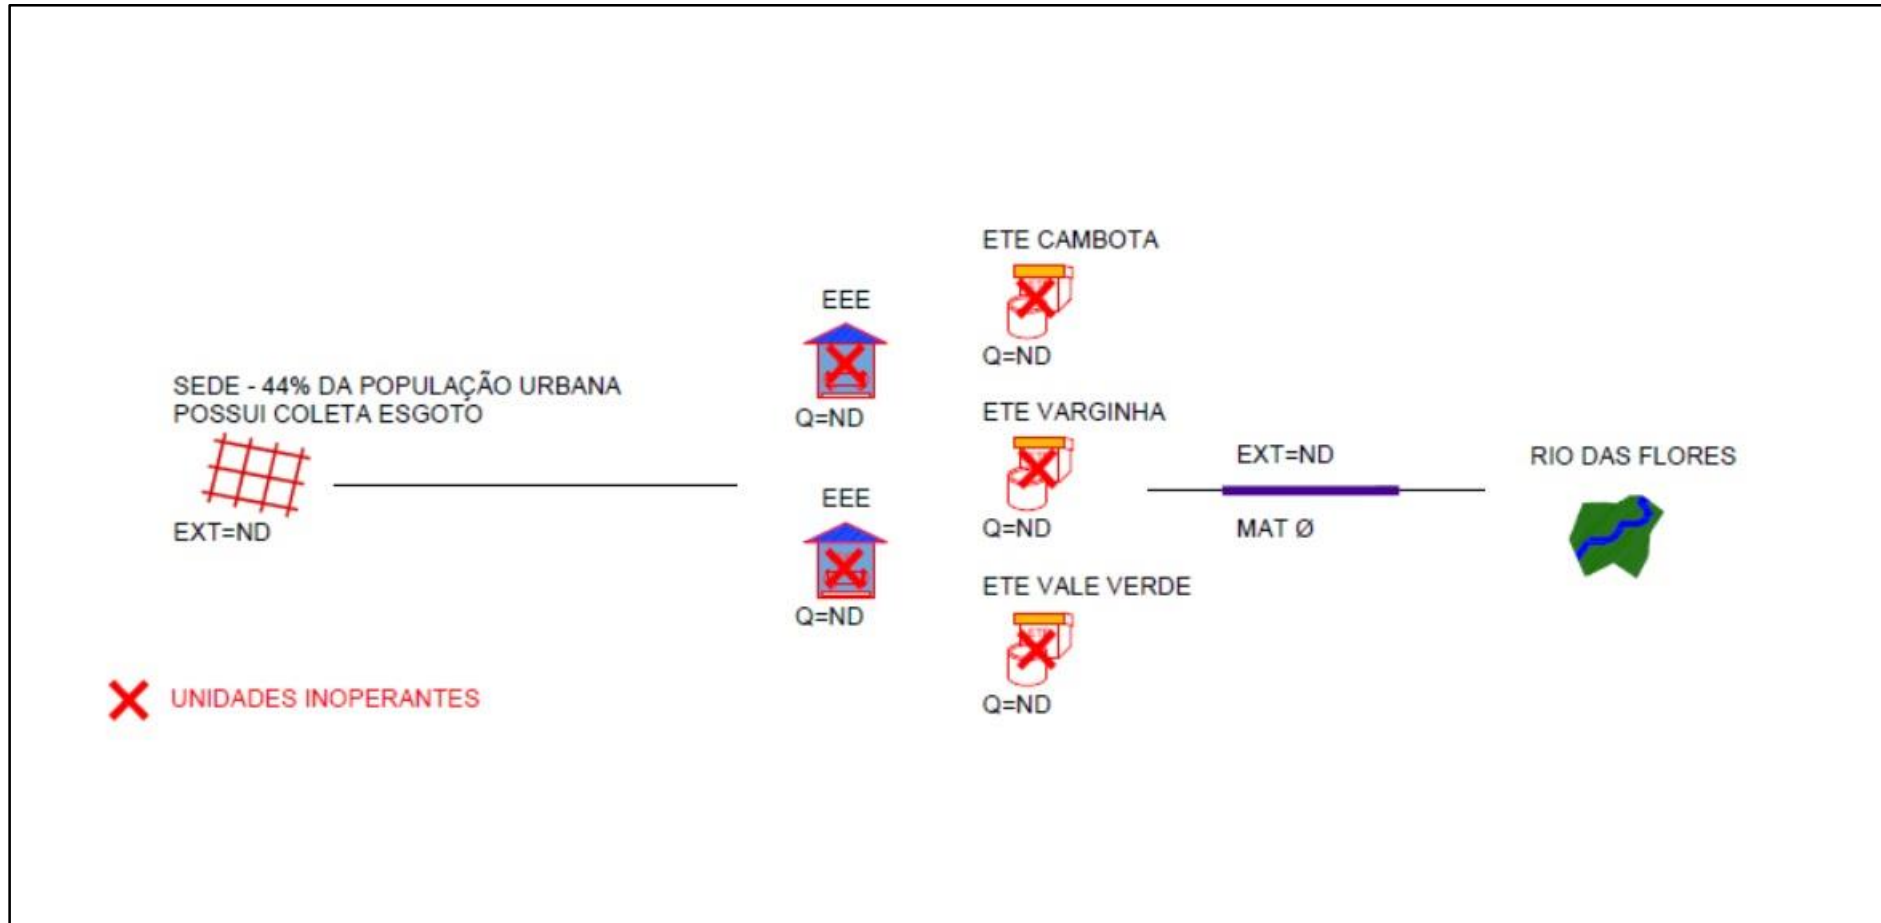 SEDE - 44% DA POPULAÇÃO URBANA
POSSUI COLETA ESGOTO
EXT=ND
EEE
Q=ND
EEE
Q=ND
ETE CAMBOTA
Q=ND
ETE VARGINHA
Q=ND
ETE VALE VERDE
Q=ND
EXT=ND
MAT Ø
RIO DAS FLORES
UNIDADES INOPERANTES